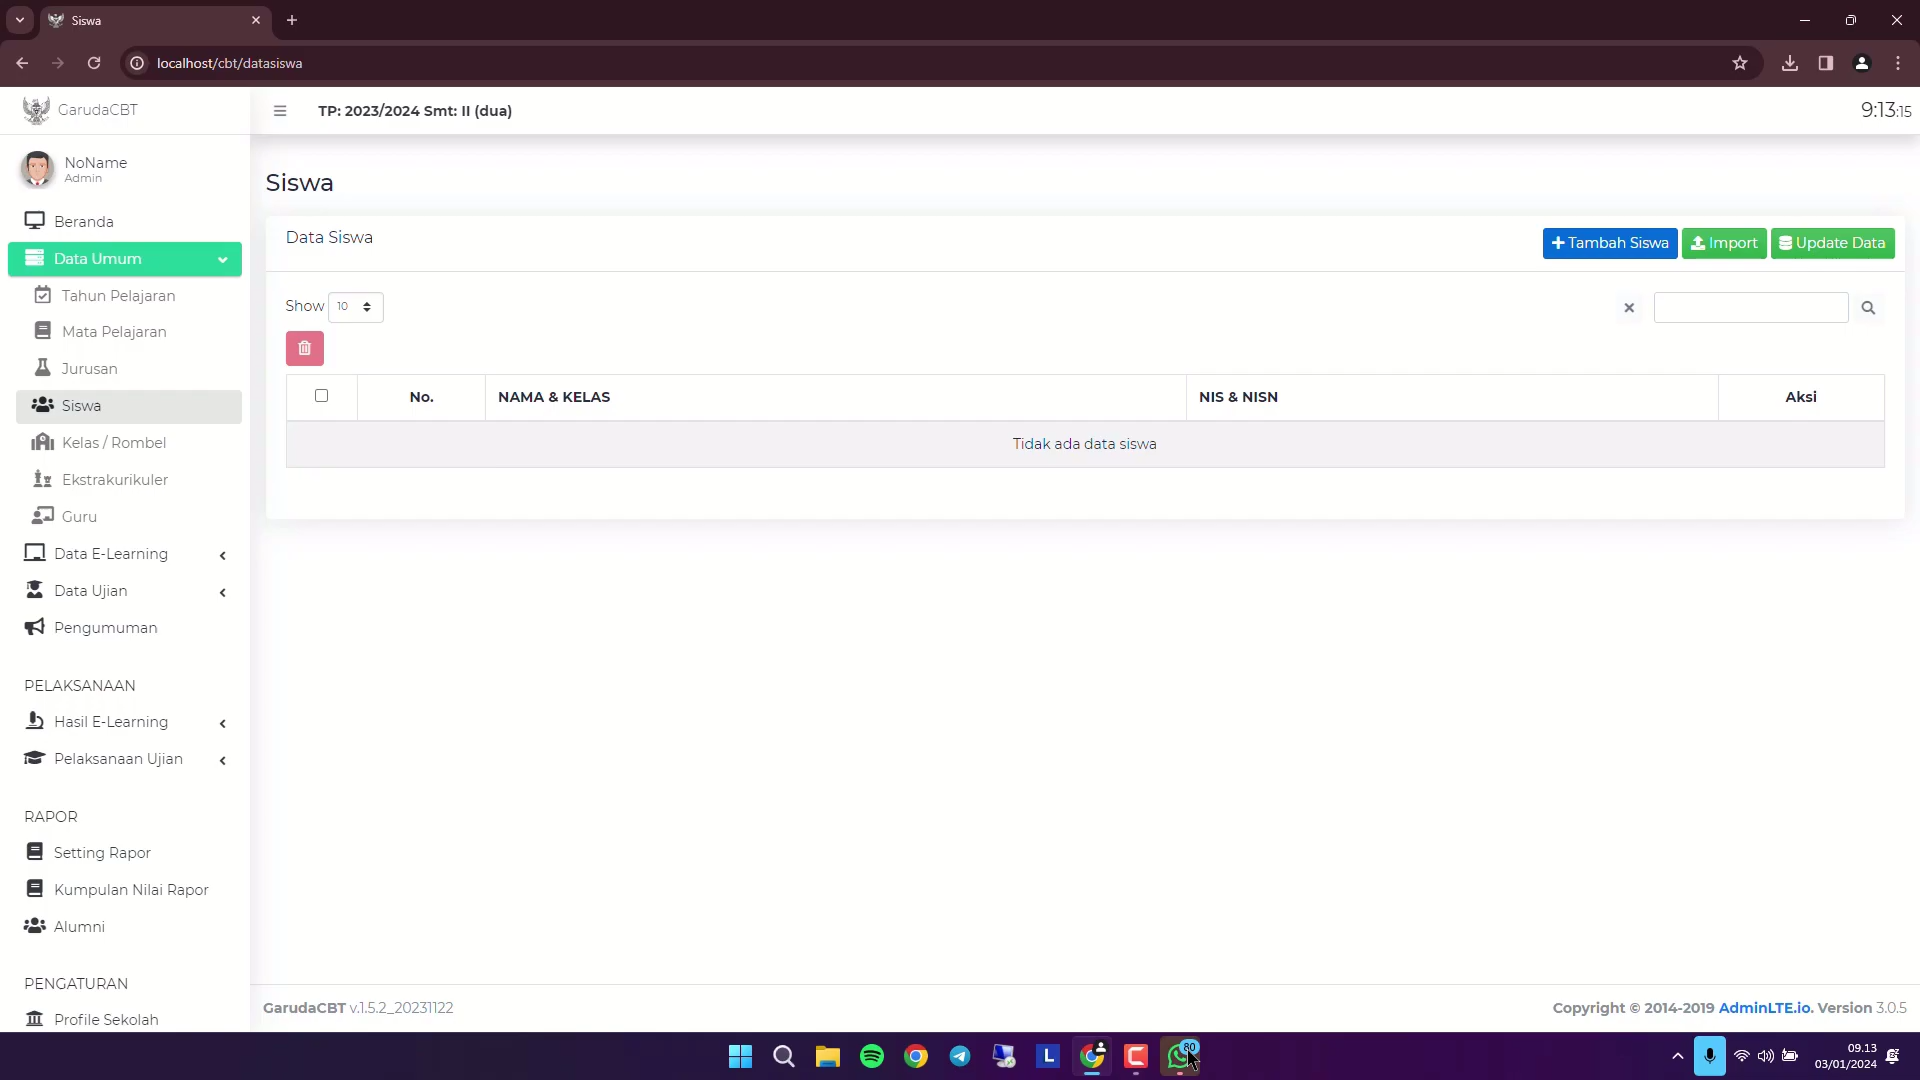 Siswa
localhost/cbt/datasiswa
GarudaCBT
TP: 2023/2024 Smt: II (dua)
9:13:15
NoName
Admin
Beranda
Data Umum
Tahun Pelajaran
Mata Pelajaran
Jurusan
Siswa
Kelas / Rombel
Ekstrakurikuler
Guru
Data E-Learning
Data Ujian
Pengumuman
PELAKSANAAN
Hasil E-Learning
Pelaksanaan Ujian
RAPOR
Setting Rapor
Kumpulan Nilai Rapor
Alumni
PENGATURAN
Profile Sekolah
Siswa
Data Siswa
Tambah Siswa
Import
Update Data
Show 10
No.
NAMA & KELAS
NIS & NISN
Aksi
Tidak ada data siswa
GarudaCBT v.1.5.2_20231122
Copyright © 2014-2019 AdminLTE.io. Version 3.0.5
L
80
09.13
03/01/2024